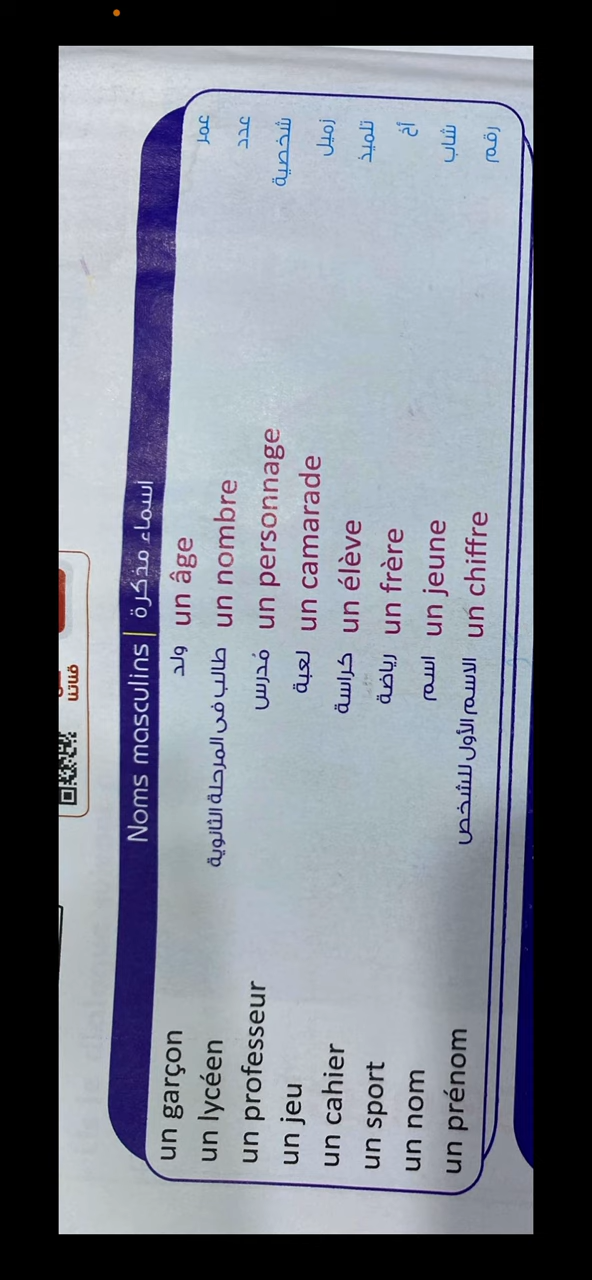 قناتنا
Noms masculins | أسماء مذكرة
un garçon ولد un âge عمر
un lycéen طالب فى المرحلة الثانوية un nombre عدد
un professeur مُدرس un personnage شخصية
un jeu لعبة un camarade زميل
un cahier كراسة un élève تلميذ
un sport رياضة un frère أخ
un nom اسم un jeune شاب
un prénom الاسم الأول للشخص un chiffre رقم